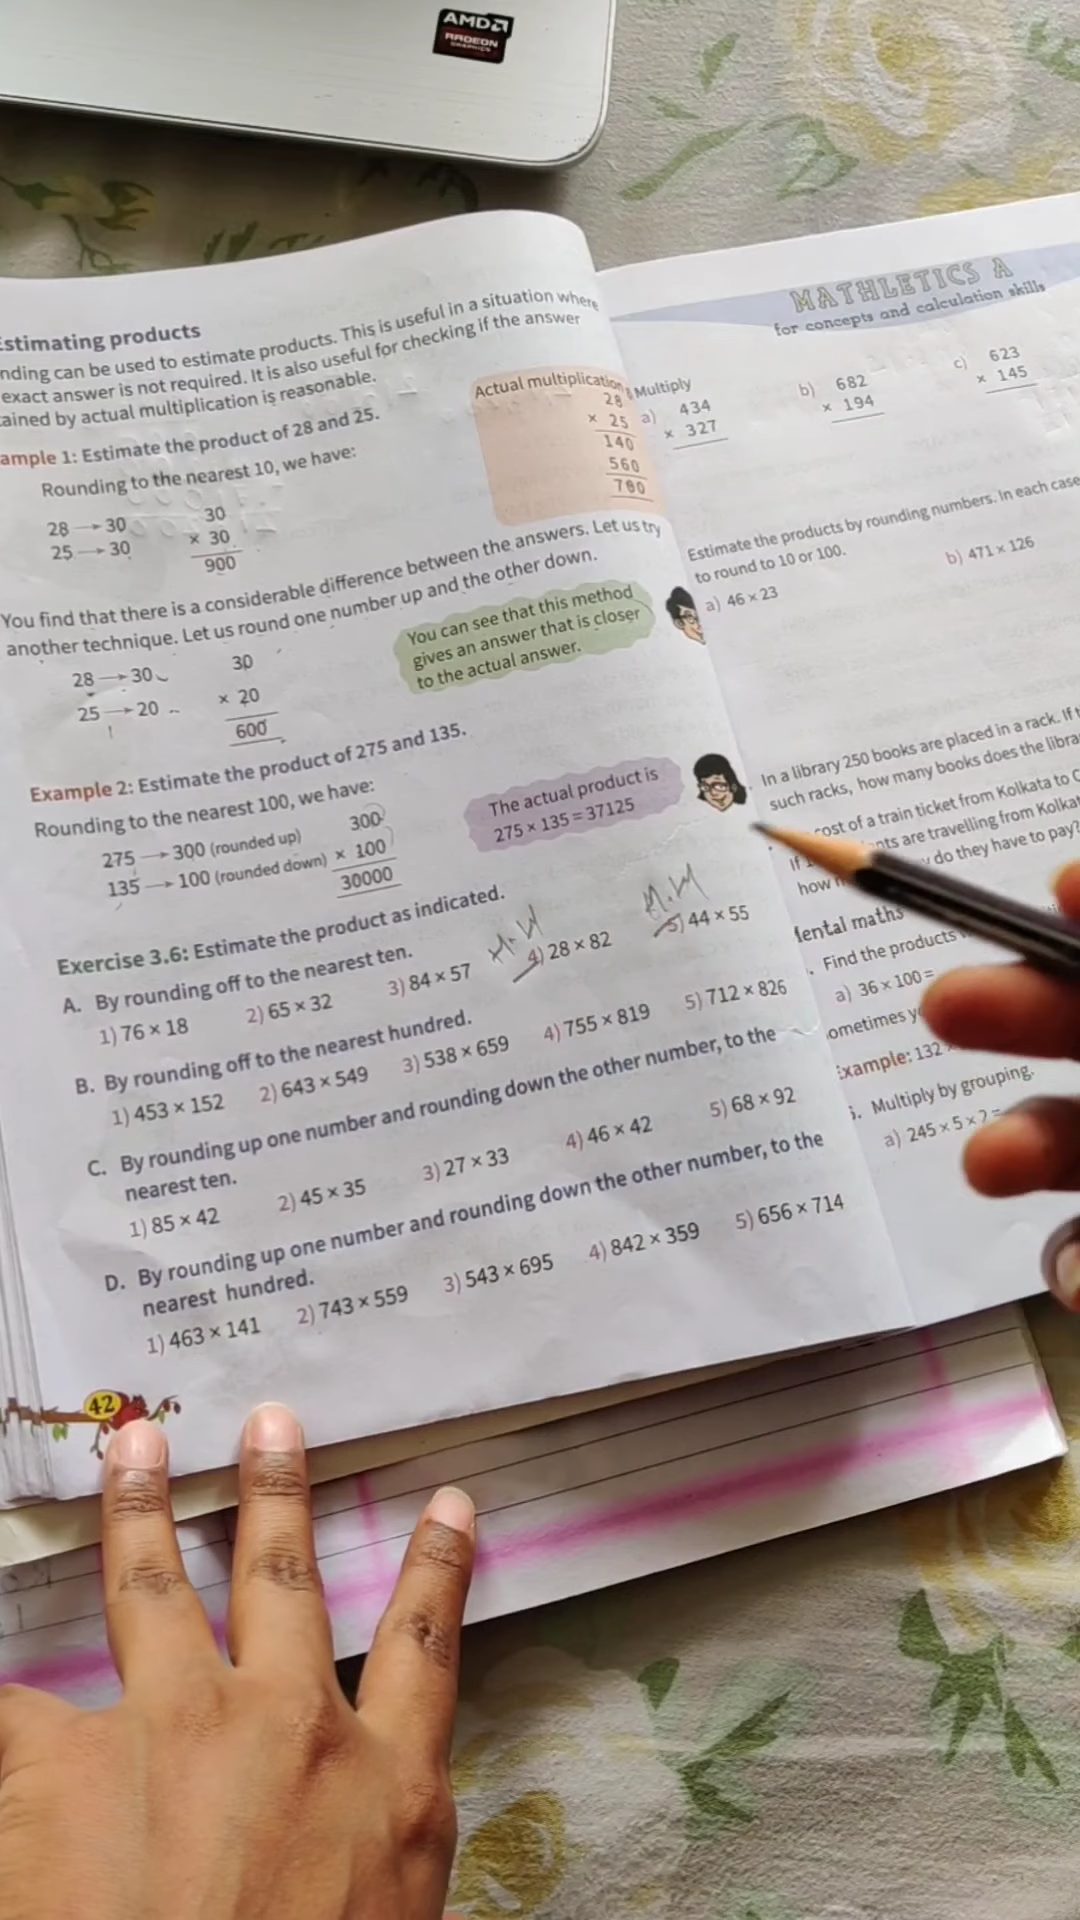 AMD
RADEON
GRAPHICS
Estimating products
nding can be used to estimate products. This is useful in a situation where
exact answer is not required. It is also useful for checking if the answer
ained by actual multiplication is reasonable.
ample 1: Estimate the product of 28 and 25.
Rounding to the nearest 10, we have:
28 → 30
25 → 30
30
× 30
900
Actual multiplication
28
× 25
140
560
700
You find that there is a considerable difference between the answers. Let us try
another technique. Let us round one number up and the other down.
28 → 30
25 → 20
30
× 20
600
You can see that this method
gives an answer that is closer
to the actual answer.
Example 2: Estimate the product of 275 and 135.
Rounding to the nearest 100, we have:
275 → 300 (rounded up)
135 → 100 (rounded down)
300
× 100
30000
The actual product is
275 × 135 = 37125
Exercise 3.6: Estimate the product as indicated.
A. By rounding off to the nearest ten.
H.W
H.W
1) 76 × 18 2) 65 × 32 3) 84 × 57 4) 28 × 82 5) 44 × 55
B. By rounding off to the nearest hundred.
1) 453 × 152 2) 643 × 549 3) 538 × 659 4) 755 × 819 5) 712 × 826
C. By rounding up one number and rounding down the other number, to the
nearest ten.
1) 85 × 42 2) 45 × 35 3) 27 × 33 4) 46 × 42 5) 68 × 92
D. By rounding up one number and rounding down the other number, to the
nearest hundred.
1) 463 × 141 2) 743 × 559 3) 543 × 695 4) 842 × 359 5) 656 × 714
42
MATHLETICS A
for concepts and calculation skills
Multiply
a) 434
× 327
b) 682
× 194
c) 623
× 145
Estimate the products by rounding numbers. In each case
to round to 10 or 100.
a) 46 × 23 b) 471 × 126
In a library 250 books are placed in a rack. If
such racks, how many books does the libra
cost of a train ticket from Kolkata to
If nts are travelling from Kolka
how do they have to pay?
Mental maths
Find the products
a) 36 × 100 =
ometimes
Example: 132
Multiply by grouping.
a) 245 × 5 × 2 =